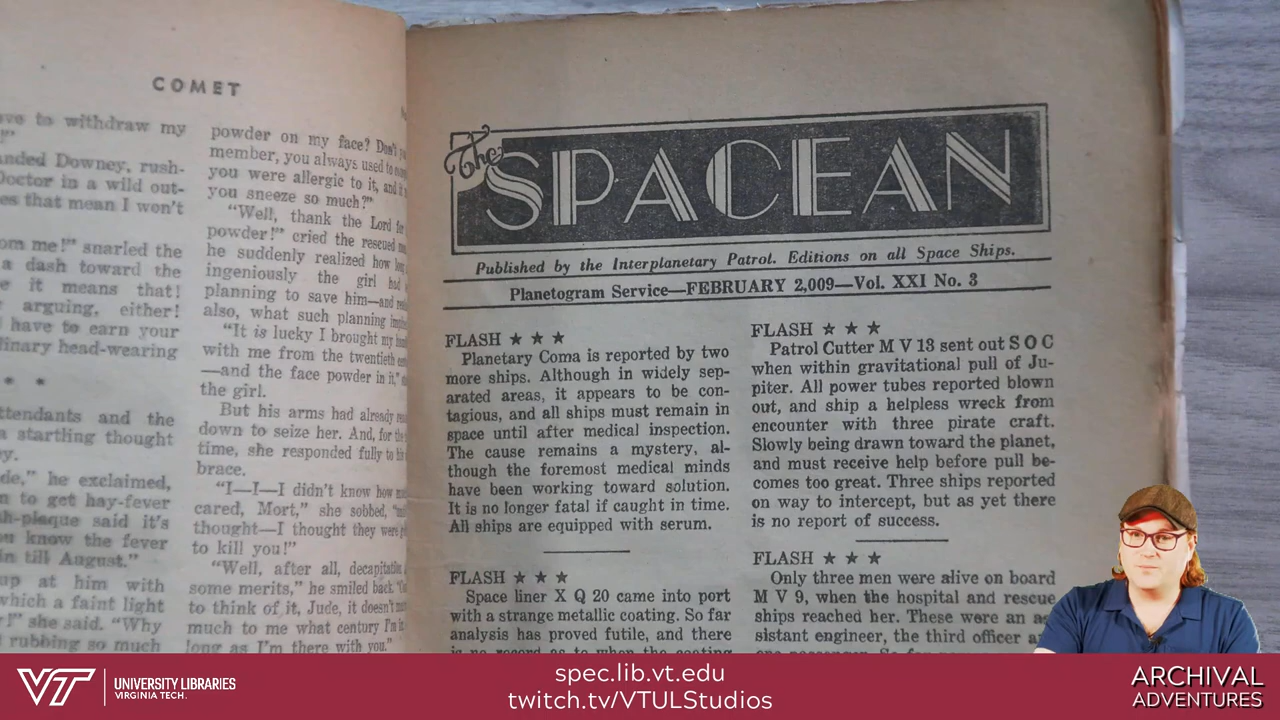 COMET
to withdraw my
Downey, rush-
Doctor in a wild out-
that mean I won't
me!" snarled the
a dash toward the
it means that!
arguing, either!
have to earn your
head-wearing
* *
and the
a startling thought
he exclaimed,
to get hay-fever
said it's
know the fever
till August."
up at him with
which a faint light
she said. "Why
rubbing so much
powder on my face? Don't
member, you always used to
you were allergic to it, and
you sneeze so much?"
"Well, thank the Lord for
powder!" cried the rescued
he suddenly realized how
ingeniously the girl had
planning to save him—and
also, what such planning
"It is lucky I brought my
with me from the twentieth
—and the face powder in it,"
the girl.
But his arms had already
down to seize her. And, for the
time, she responded fully to his
brace.
"I—I—I didn't know how
cared, Mort," she sobbed,
thought—I thought they were
to kill you!"
"Well, after all, decapitation
some merits," he smiled back.
to think of it, Jude, it doesn't
much to me what century I'm in
long as I'm there with you."
The SPACEAN
Published by the Interplanetary Patrol. Editions on all Space Ships.
Planetogram Service—FEBRUARY 2,009—Vol. XXI No. 3
FLASH ★ ★ ★
Planetary Coma is reported by two
more ships. Although in widely sep-
arated areas, it appears to be con-
tagious, and all ships must remain in
space until after medical inspection.
The cause remains a mystery, al-
though the foremost medical minds
have been working toward solution.
It is no longer fatal if caught in time.
All ships are equipped with serum.
FLASH ★ ★ ★
Space liner X Q 20 came into port
with a strange metallic coating. So far
analysis has proved futile, and there
is no record as to when the coating
FLASH ★ ★ ★
Patrol Cutter M V 13 sent out S O C
when within gravitational pull of Ju-
piter. All power tubes reported blown
out, and ship a helpless wreck from
encounter with three pirate craft.
Slowly being drawn toward the planet,
and must receive help before pull be-
comes too great. Three ships reported
on way to intercept, but as yet there
is no report of success.
FLASH ★ ★ ★
Only three men were alive on board
M V 9, when the hospital and rescue
ships reached her. These were an as-
sistant engineer, the third officer
VT UNIVERSITY LIBRARIES
VIRGINIA TECH.
spec.lib.vt.edu
twitch.tv/VTULStudios
ARCHIVAL
ADVENTURES